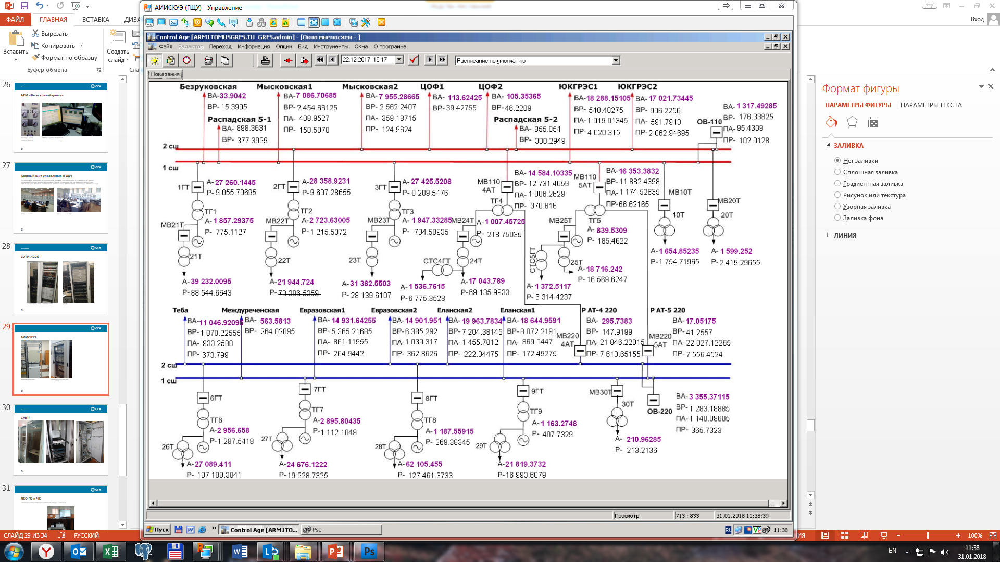 ФАЙЛ
ГЛАВНАЯ
ВСТАВКА
ДИЗА
Вход
Вставить
Вырезать
Копировать
Формат по образцу
Буфер обмена
Создать
слайд
Сла
26
АРМ «Весы конвейерные»
СГК
27
Главный щит управления (ГЩУ)
СГК
28
СОТИ АССО
СГК
29
АИИСКУЭ
СГК
30
СМПР
СГК
31
ЛСО ГО и ЧС
СГК
АИИСКУЭ (ГЩУ) - Управление
Control Age [ARM1TOMUSGRES.TU_GRES.admin] - [Окно мнемосхем - ]
Файл Редактор Переход Информация Опции Вид Инструменты Окна О программе
22.12.2017 15:17
Расписание по умолчанию
Показания
Безруковская
ВА-33.9042
ВР- 15.3905
Распадская 5-1
ВА- 898.3631
ВР- 377.3999
Мысковская1
ВА-7 086.70685
ВР- 2 454.66125
ПА- 408.9527
ПР- 150.5078
Мысковская2
ВА-7 955.28665
ВР- 2 562.2407
ПА- 359.18715
ПР- 124.9624
ЦОФ1
ВА- 113.62425
ВР- 39.42755
ЦОФ2
ВА- 105.35365
ВР- 46.2209
Распадская 5-2
ВА- 855.054
ВР- 300.2949
ЮКГРЭС1
ВА-18 288.15105
ВР- 540.40275
ПА-1 019.01345
ПР-4 020.315
ЮКГРЭС2
ВА-17 021.73445
ВР- 906.2256
ПА- 591.7913
ПР-2 062.94695
ОВ-110
ВА-1 317.49285
ВР- 176.33825
ПА-95.4309
ПР- 102.9128
2 сш
1 сш
1ГТ
А-27 260.1445
Р-9 055.70695
ТГ1
А-1 857.29375
Р- 775.1127
МВ21Т
21Т
А-39 232.0095
Р-88 544.6643
2ГТ
А-28 358.9231
Р-9 697.28655
ТГ2
А-2 723.63005
Р- 1 215.5372
МВ22Т
22Т
А-21 944.724
Р-73 306.5359
3ГТ
А-27 425.5208
Р- 8 289.5476
ТГ3
А-1 947.33285
Р- 734.58935
МВ23Т
23Т
А-31 382.5503
Р- 28 139.6107
МВ110
4АТ
ВА-14 584.10335
ВР- 12 731.4659
ПА-1 806.2629
ПР- 370.616
ТГ4
МВ24Т
А-1 007.45725
Р- 218.75035
24Т
СТС4ГТ
А-1 536.7615
Р-6 775.3528
А-17 043.789
Р-69 135.9933
МВ110
5АТ
ВА-16 353.3832
ВР-11 882.4398
ПА-1 174.52835
ПР-66.62165
ТГ5
МВ25Т
А- 839.5309
Р- 185.4622
СТС5ГТ
25Т
А-18 716.242
Р-16 569.6247
А-1 372.5117
Р-6 314.4237
МВ10Т
10Т
А-1 654.85235
Р-1 754.71965
МВ20Т
20Т
А- 1 599.252
Р-2 419.29655
Теба
ВА-11 046.92095
ВР-1 870.22555
ПА- 933.2588
ПР- 673.799
Междуреченская
ВА- 563.5813
ВР- 264.02095
Евразовская1
ВА- 14 931.64255
ВР-5 365.21685
ПА- 861.11955
ПР- 264.9442
Евразовская2
ВА-14 901.951
ВР-6 385.292
ПА-1 039.317
ПР- 362.8626
Еланская2
ВА- 19 963.7834
ВР- 7 204.38145
ПА-1 455.7012
ПР- 222.04475
Еланская1
ВА-18 644.9591
ВР-8 072.2191
ПА- 869.0447
ПР- 172.49275
Р АТ-4 220
ВА- 295.7383
ВР- 147.9199
ПА-21 846.22015
ПР-7 613.65155
МВ220
4АТ
Р АТ-5 220
ВА-17.05175
ВР-41.2557
ПА-22 027.12265
ПР- 7 556.4524
МВ220
5АТ
2 сш
1 сш
6ГТ
ТГ6
А-2 956.658
Р-1 287.5418
26Т
А-27 089.411
Р- 187 188.3841
7ГТ
ТГ7
А-2 895.80435
Р-1 112.1049
27Т
А-24 676.1222
Р-19 928.7325
8ГТ
ТГ8
А-1 187.55915
Р-369.38345
28Т
А-62 105.455
Р- 127 461.3733
9ГТ
ТГ9
А-1 163.2748
Р- 407.7329
29Т
А-21 819.3732
Р-16 993.6879
МВ30Т
30Т
А- 210.96285
Р- 213.2136
ОВ-220
ВА-3 355.37115
ВР-1 283.18885
ПА-1 140.08605
ПР- 365.7323
Просмотр
713 : 833
31.01.2018 11:38:39
Пуск
Control Age [ARM1TO...
Pso
RU
11:38
Формат фигуры
ПАРАМЕТРЫ ФИГУРЫ ПАРАМЕТРЫ ТЕКСТА
ЗАЛИВКА
Нет заливки
Сплошная заливка
Градиентная заливка
Рисунок или текстура
Узорная заливка
Заливка фона
ЛИНИЯ
СЛАЙД 29 ИЗ 34
РУССКИЙ
ИЯ
100%
EN
11:38
31.01.2018